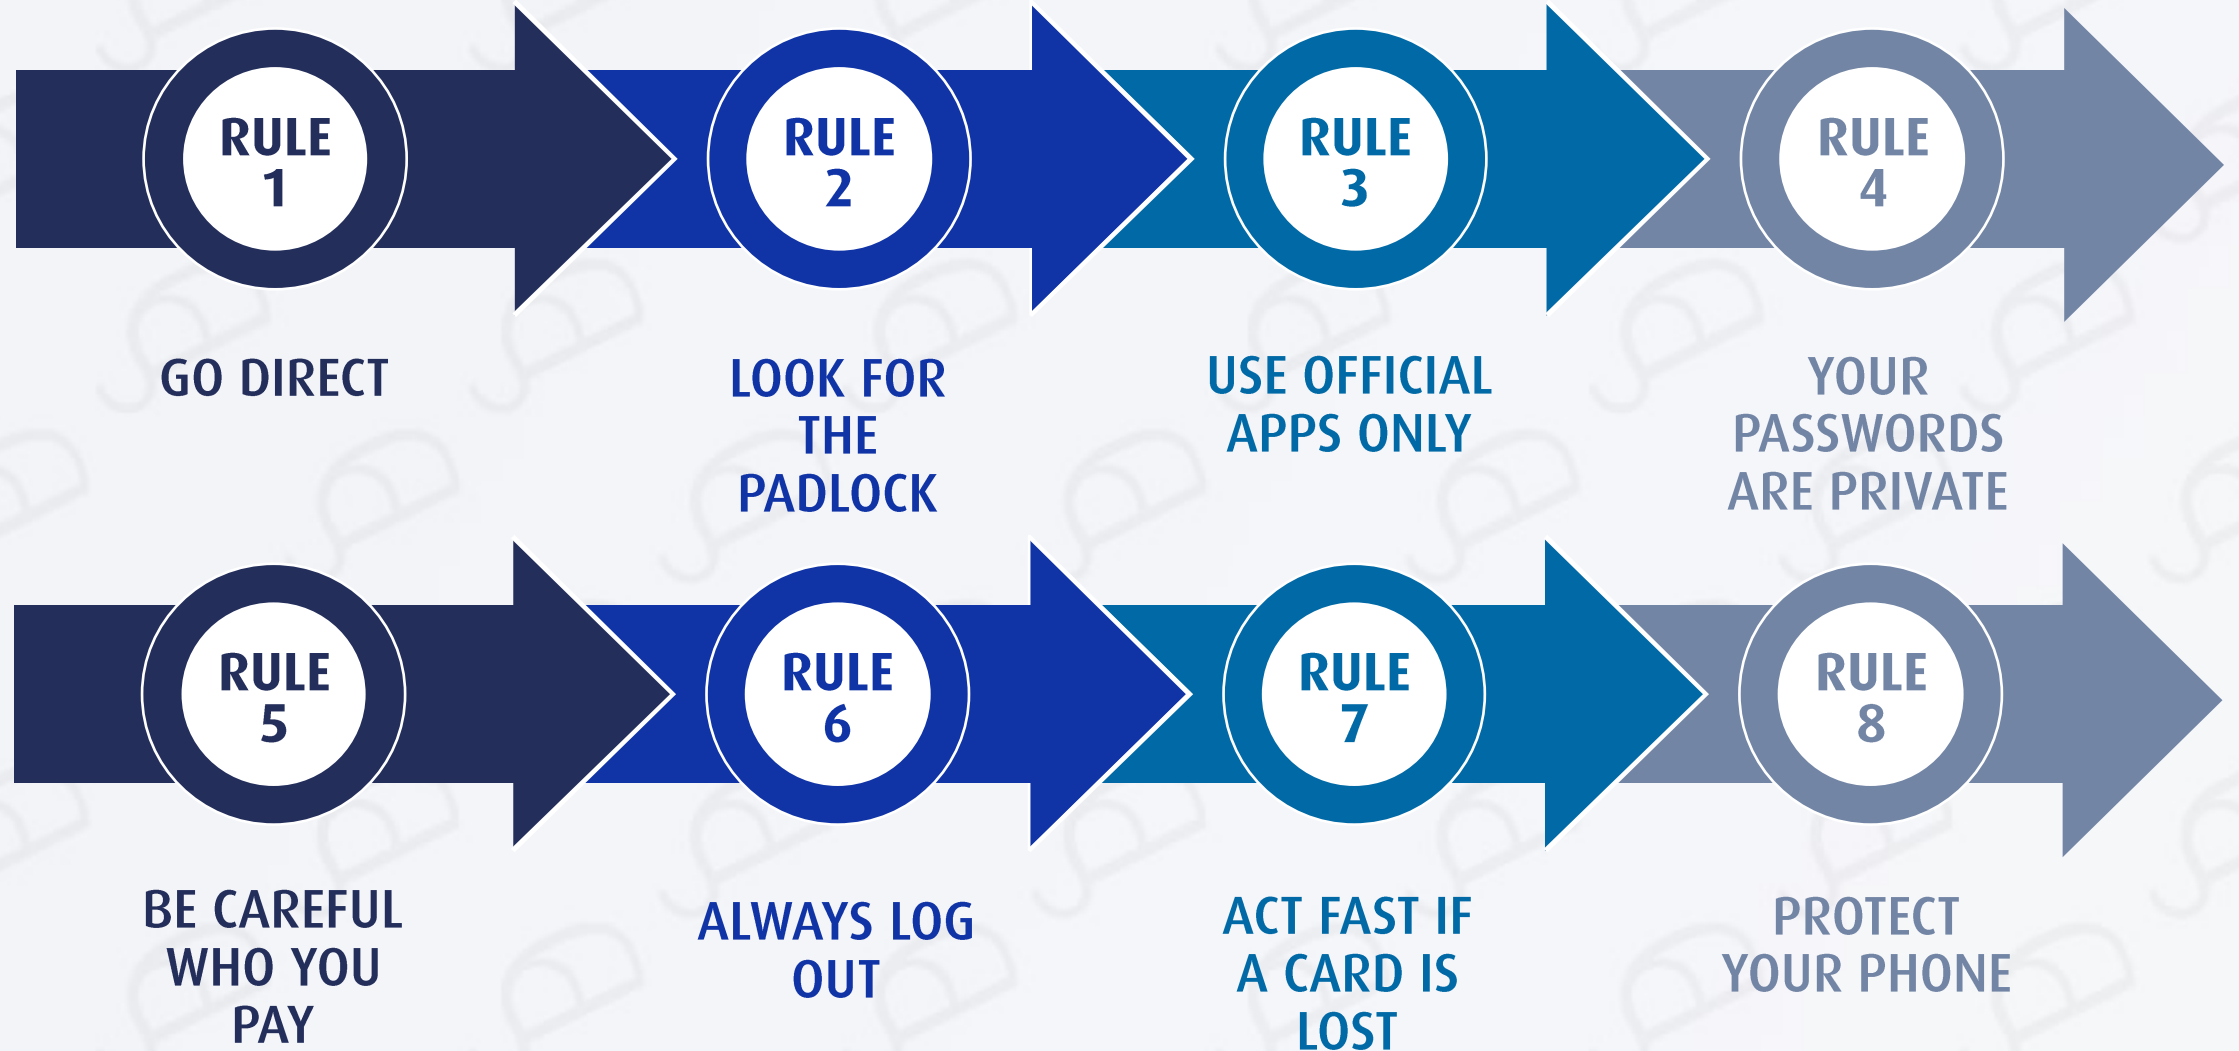 RULE
1
RULE
2
RULE
3
RULE
4
GO DIRECT
LOOK FOR
THE
PADLOCK
USE OFFICIAL
APPS ONLY
YOUR
PASSWORDS
ARE PRIVATE
RULE
5
RULE
6
RULE
7
RULE
8
BE CAREFUL
WHO YOU
PAY
ALWAYS LOG
OUT
ACT FAST IF
A CARD IS
LOST
PROTECT
YOUR PHONE